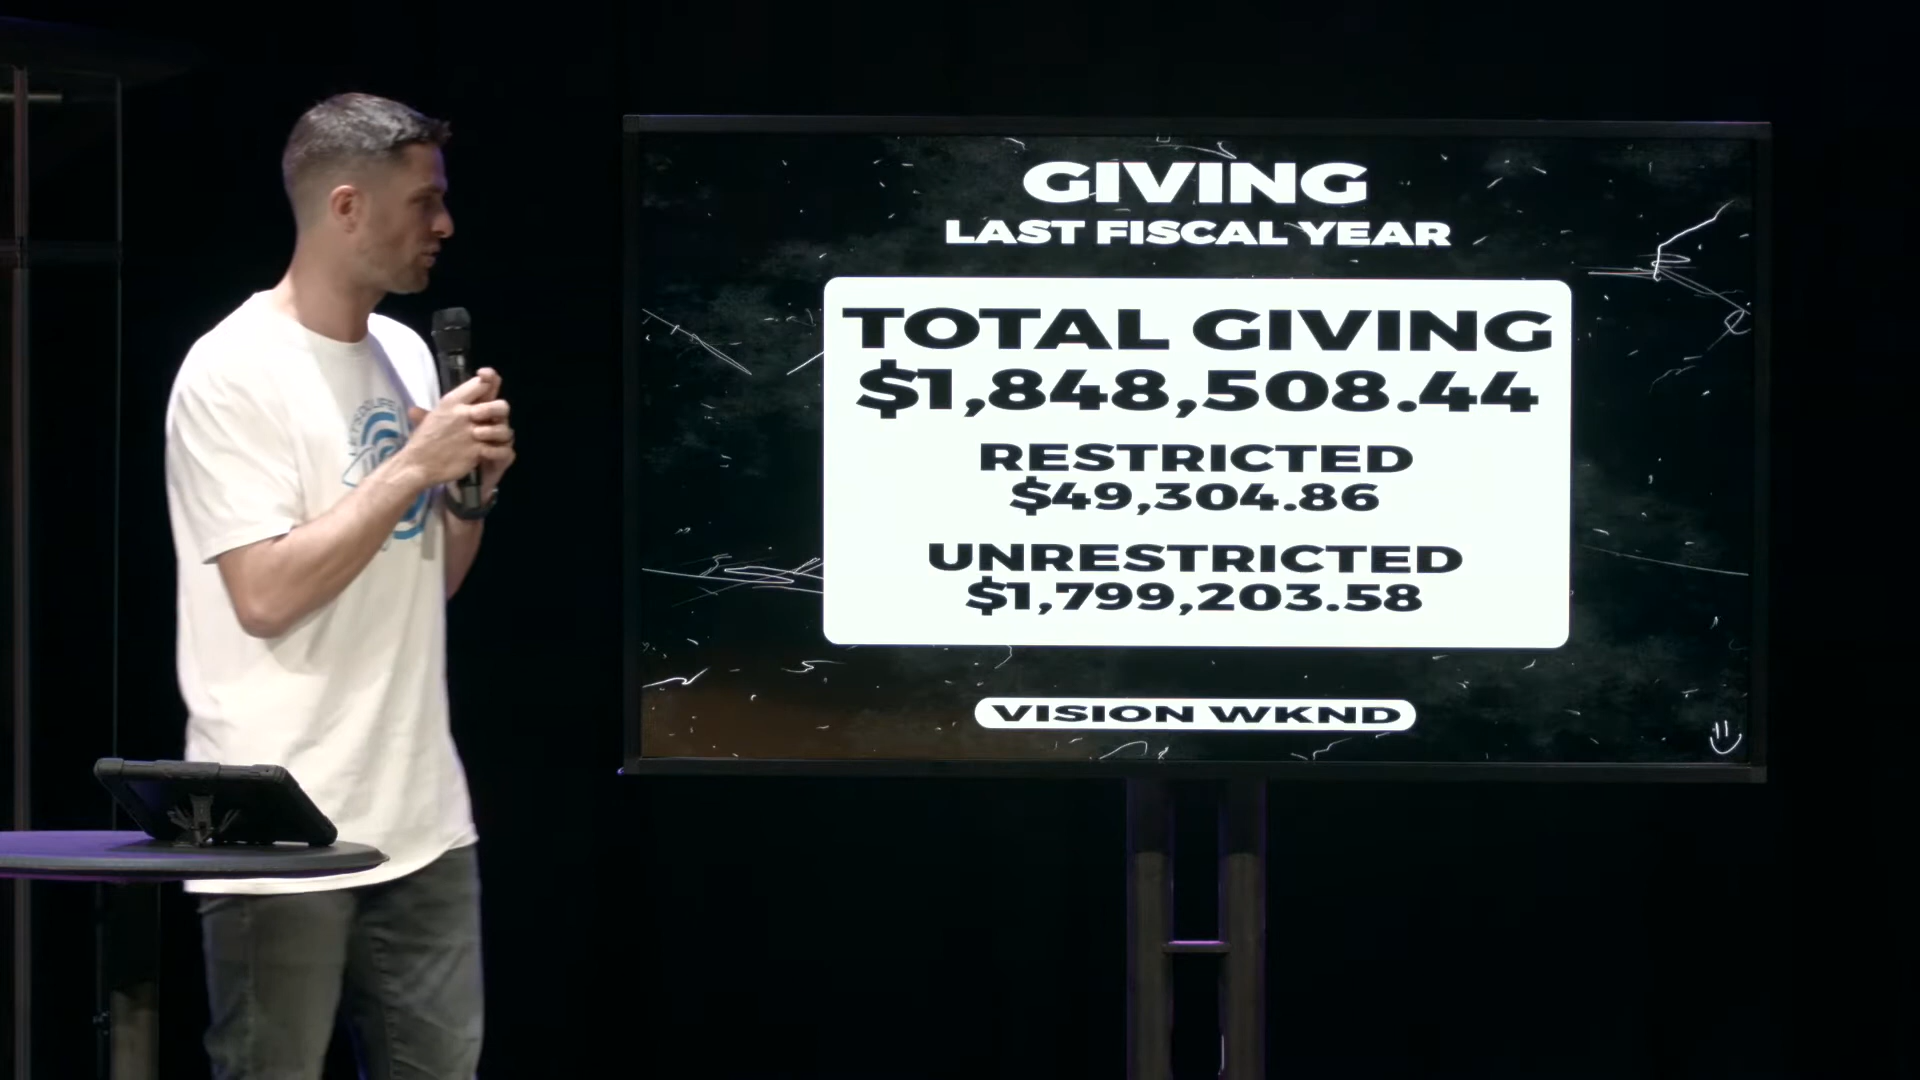 GIVING
LAST FISCAL YEAR
TOTAL GIVING
$1,848,508.44
RESTRICTED
$49,304.86
UNRESTRICTED
$1,799,203.58
VISION WKND